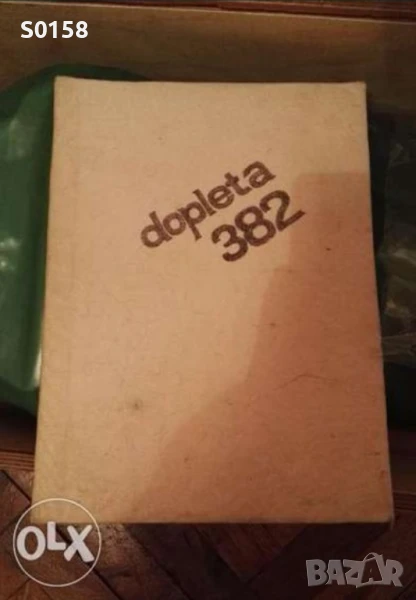 S0158
dopleta
382
OLX
BAZAR